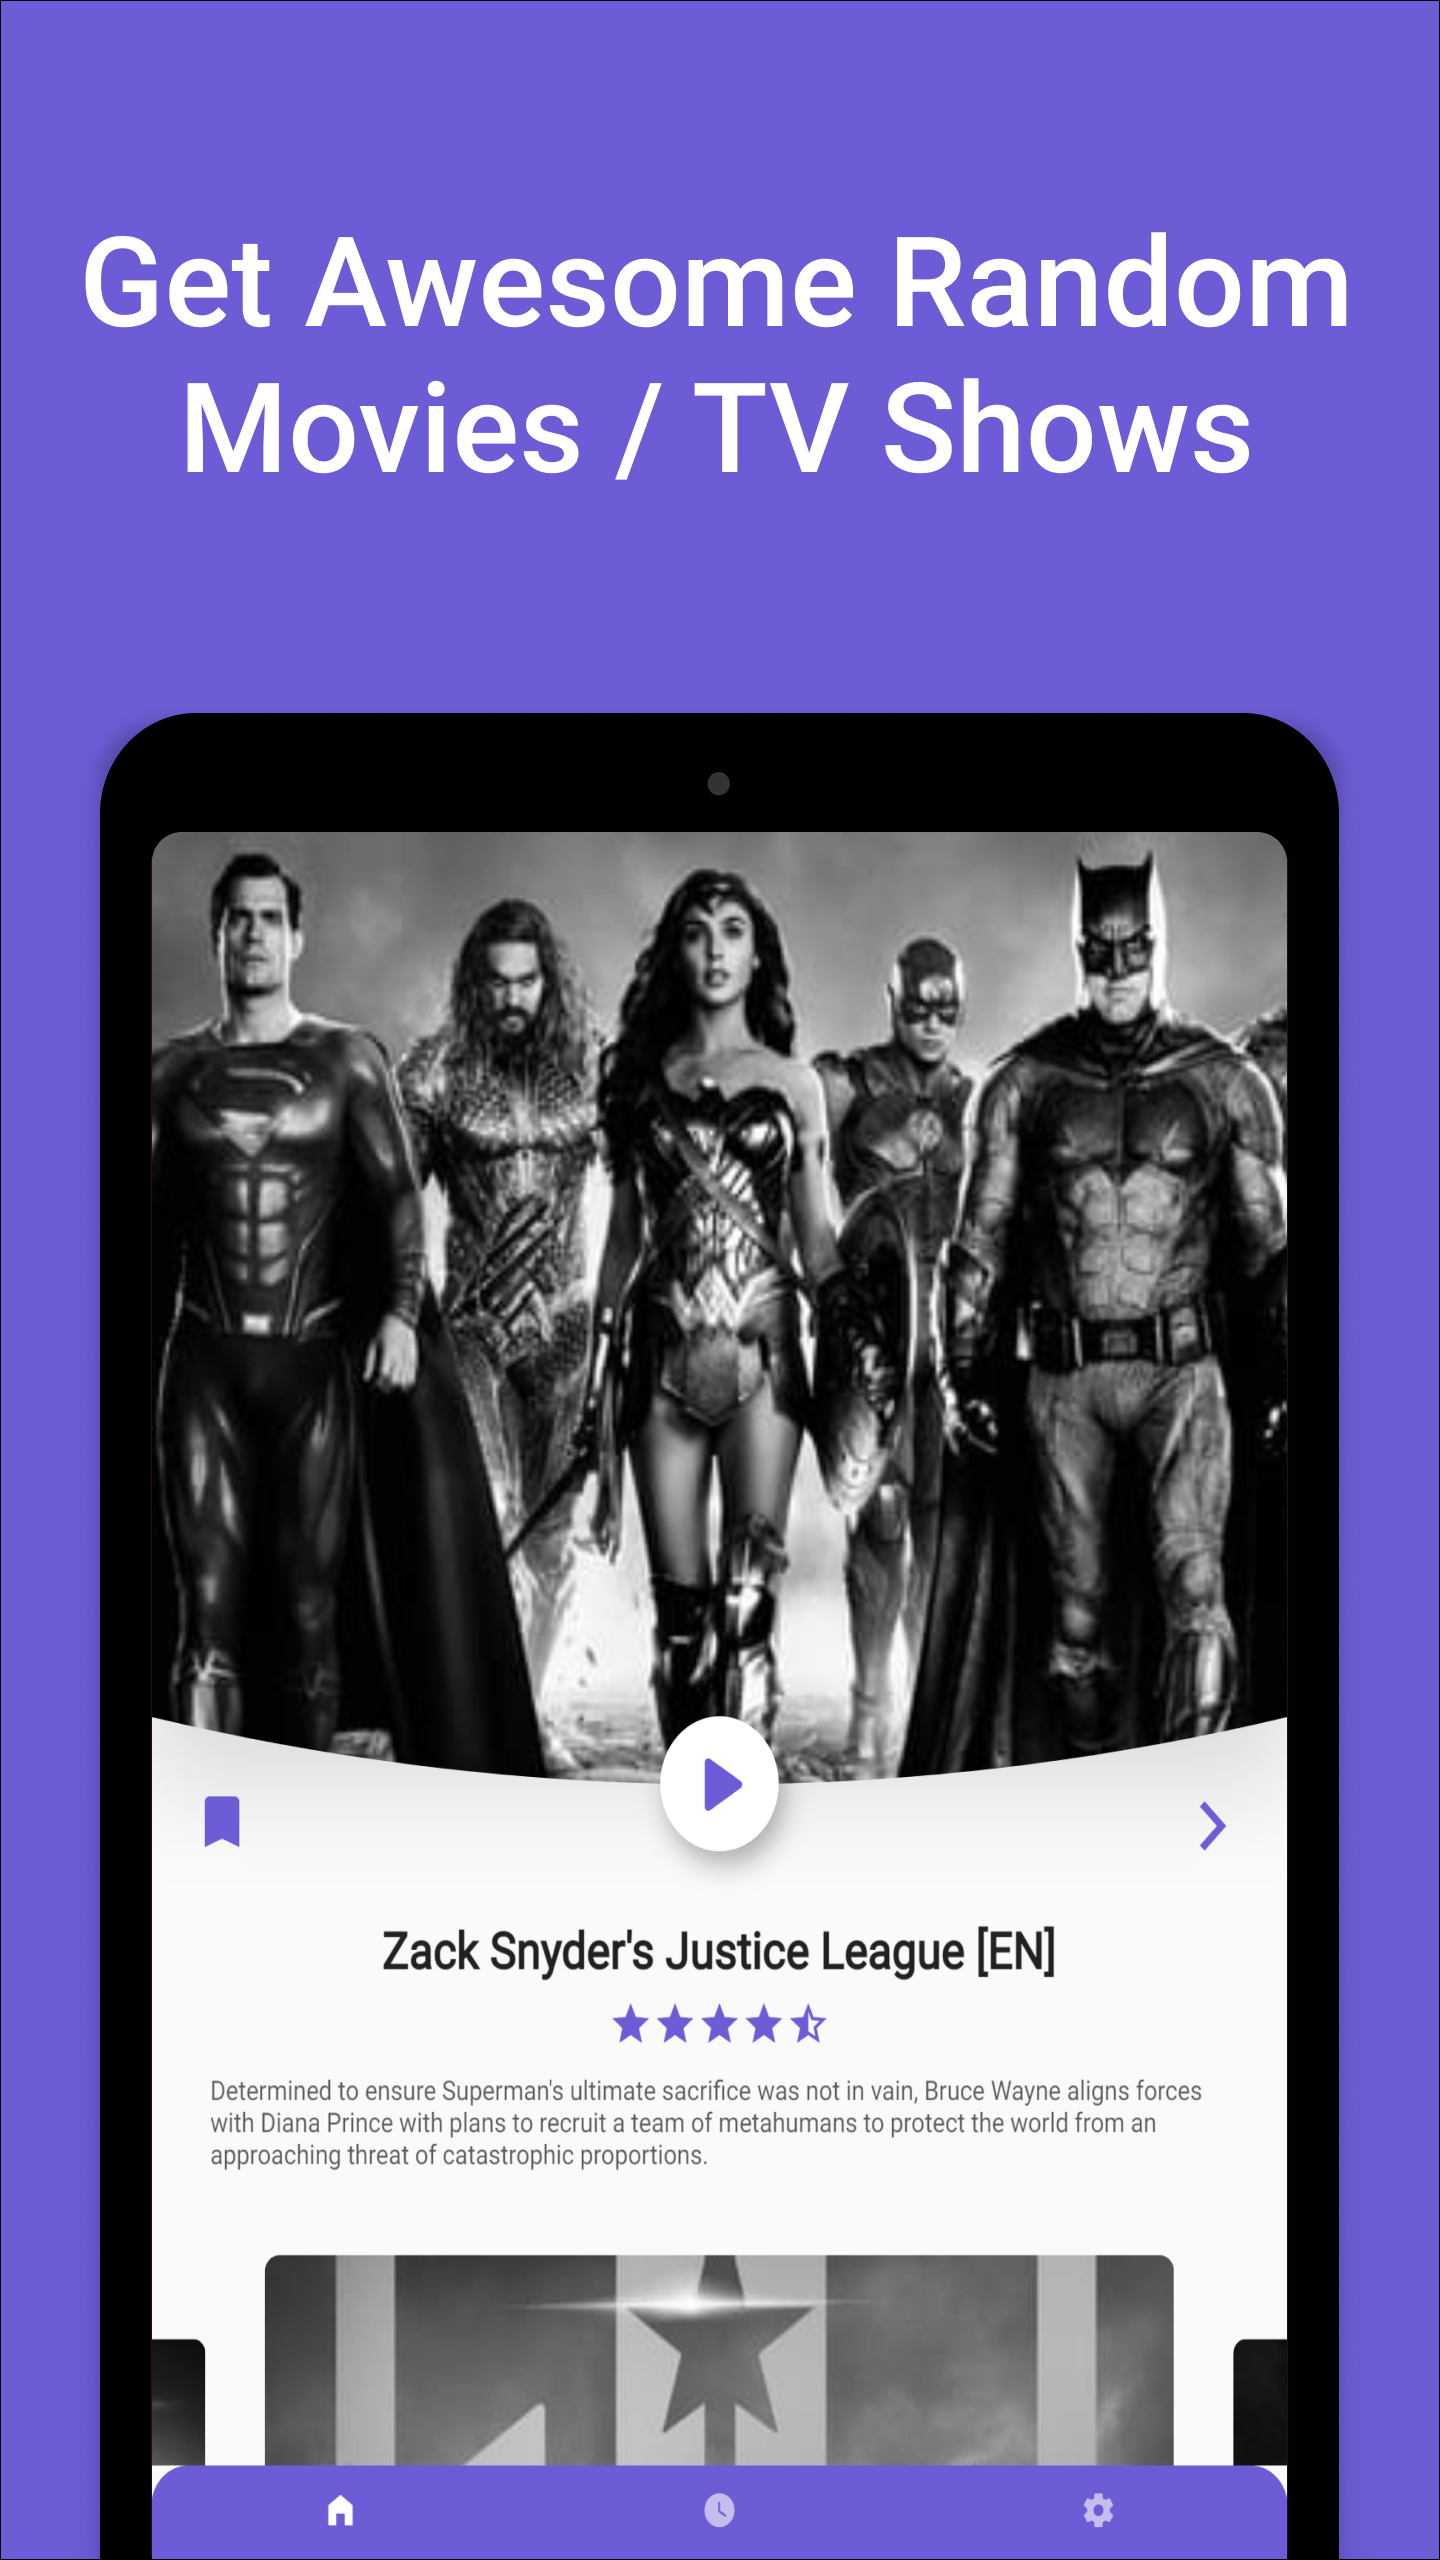 Get Awesome Random
Movies / TV Shows
Zack Snyder's Justice League [EN]
Determined to ensure Superman's ultimate sacrifice was not in vain, Bruce Wayne aligns forces
with Diana Prince with plans to recruit a team of metahumans to protect the world from an
approaching threat of catastrophic proportions.